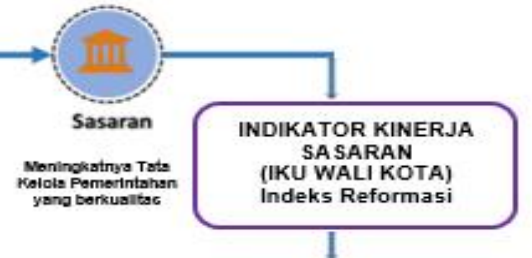 Sasaran
Meningkatnya Tata
Kelola Pemerintahan
yang berkualitas
INDIKATOR KINERJA
SASARAN
(IKU WALI KOTA)
Indeks Reformasi